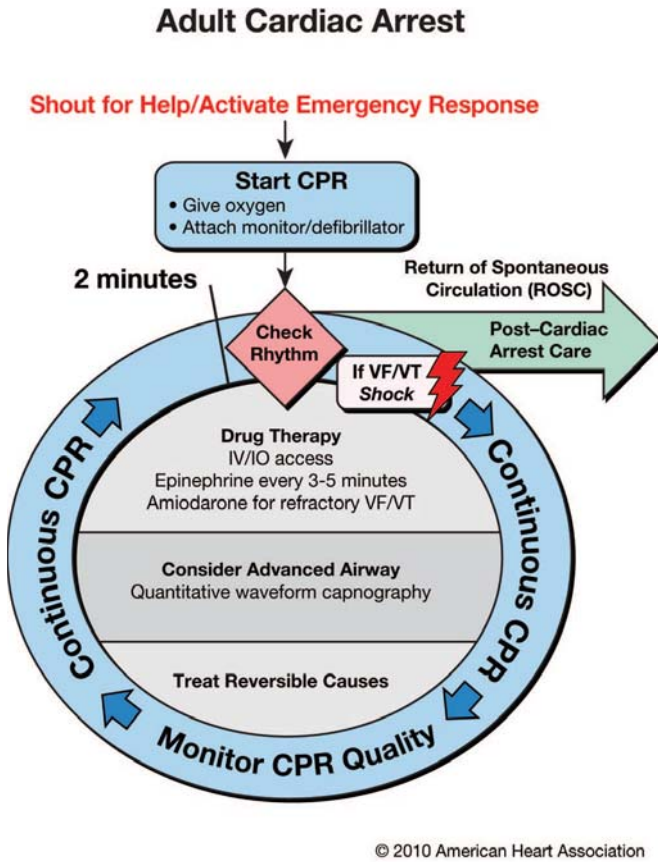 Adult Cardiac Arrest
Shout for Help/Activate Emergency Response
Start CPR
• Give oxygen
• Attach monitor/defibrillator
2 minutes
Return of Spontaneous
Circulation (ROSC)
Post–Cardiac
Arrest Care
Check
Rhythm
If VF/VT
Shock
Drug Therapy
IV/IO access
Epinephrine every 3-5 minutes
Amiodarone for refractory VF/VT
Consider Advanced Airway
Quantitative waveform capnography
Treat Reversible Causes
Continuous CPR
Continuous CPR
Monitor CPR Quality
© 2010 American Heart Association